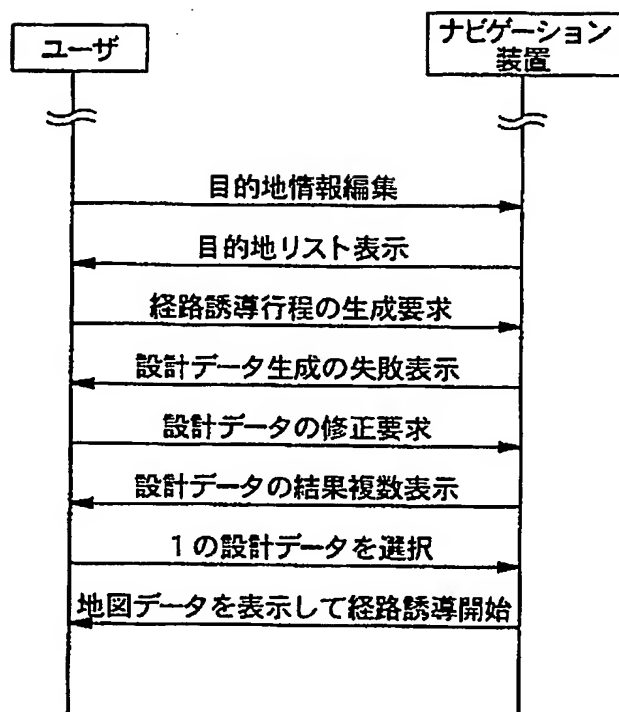 ユーザ
ナビゲーション
装置
目的地情報編集
目的地リスト表示
経路誘導行程の生成要求
設計データ生成の失敗表示
設計データの修正要求
設計データの結果複数表示
1の設計データを選択
地図データを表示して経路誘導開始